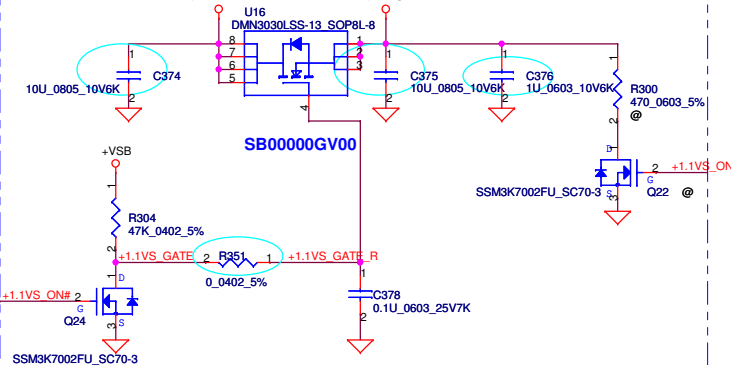 U16
DMN3030LSS-13_SOP8L-8
8
7
6
5
1
2
3
4
1
C374
10U_0805_10V6K
2
1
C375
10U_0805_10V6K
2
1
C376
1U_0603_10V6K
2
1
R300
470_0603_5%
@
2
SB00000GV00
D
1
2
+1.1VS_ON
G
S
3
SSM3K7002FU_SC70-3
Q22
@
+VSB
1
R304
47K_0402_5%
2
+1.1VS_GATE
2
R351
1
+1.1VS_GATE_R
0_0402_5%
1
D
+1.1VS_ON#
2
G
Q24
3
S
SSM3K7002FU_SC70-3
1
C378
0.1U_0603_25V7K
2